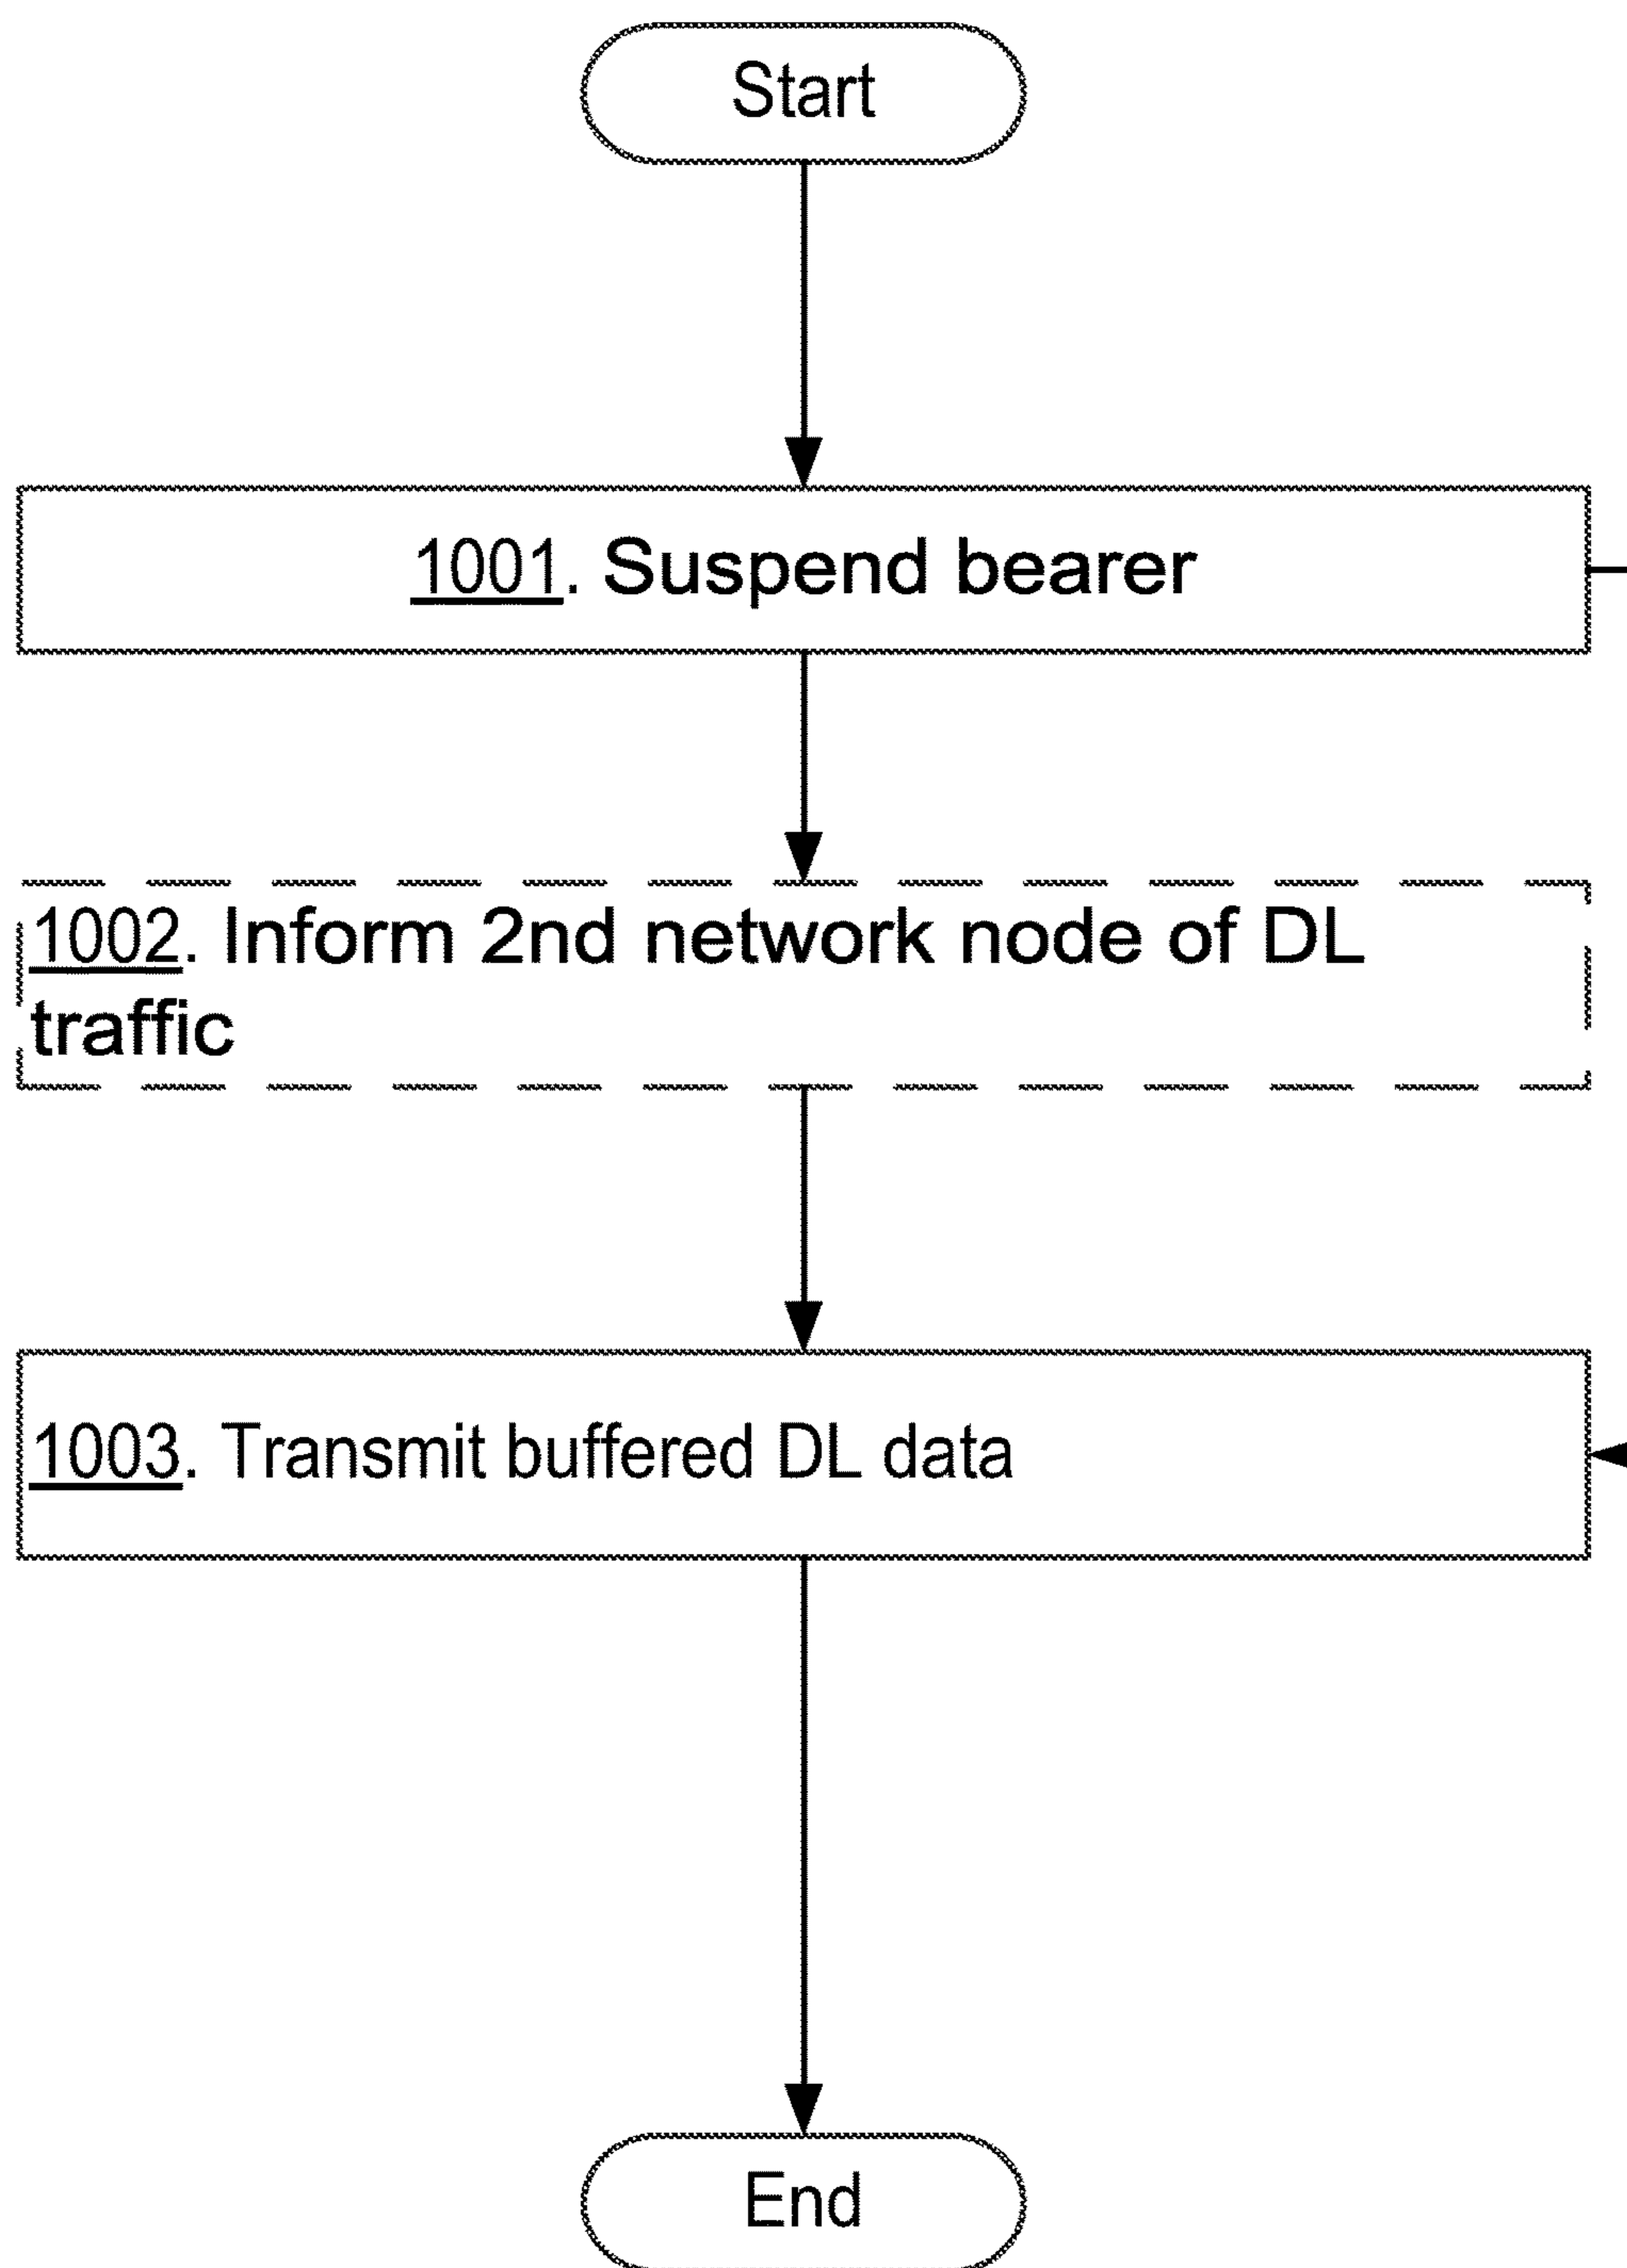 Start
1001. Suspend bearer
1002. Inform 2nd network node of DL
traffic
1003. Transmit buffered DL data
End